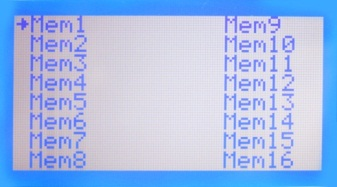 →Mem1 Mem9
Mem2 Mem10
Mem3 Mem11
Mem4 Mem12
Mem5 Mem13
Mem6 Mem14
Mem7 Mem15
Mem8 Mem16